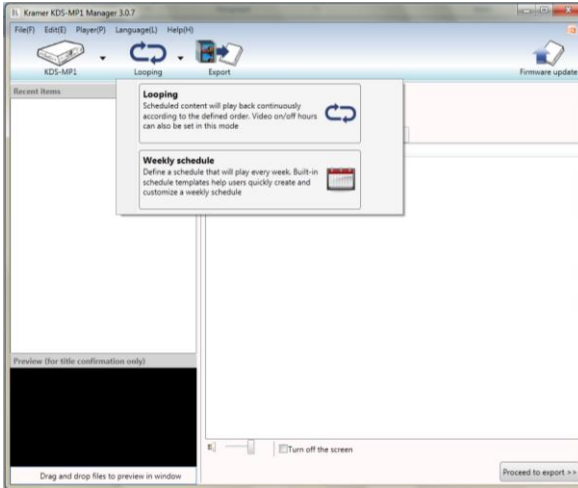 Kramer KDS-MP1 Manager 3.0.7
File(F) Edit(E) Player(P) Language(L) Help(H)
KDS-MP1 Looping Export Firmware update
Recent items
Looping
Scheduled content will play back continuously
according to the defined order. Video on/off hours
can also be set in this mode
Weekly schedule
Define a schedule that will play every week. Built-in
schedule templates help users quickly create and
customize a weekly schedule
Preview (for title confirmation only)
Drag and drop files to preview in window
Turn off the screen
Proceed to export >>